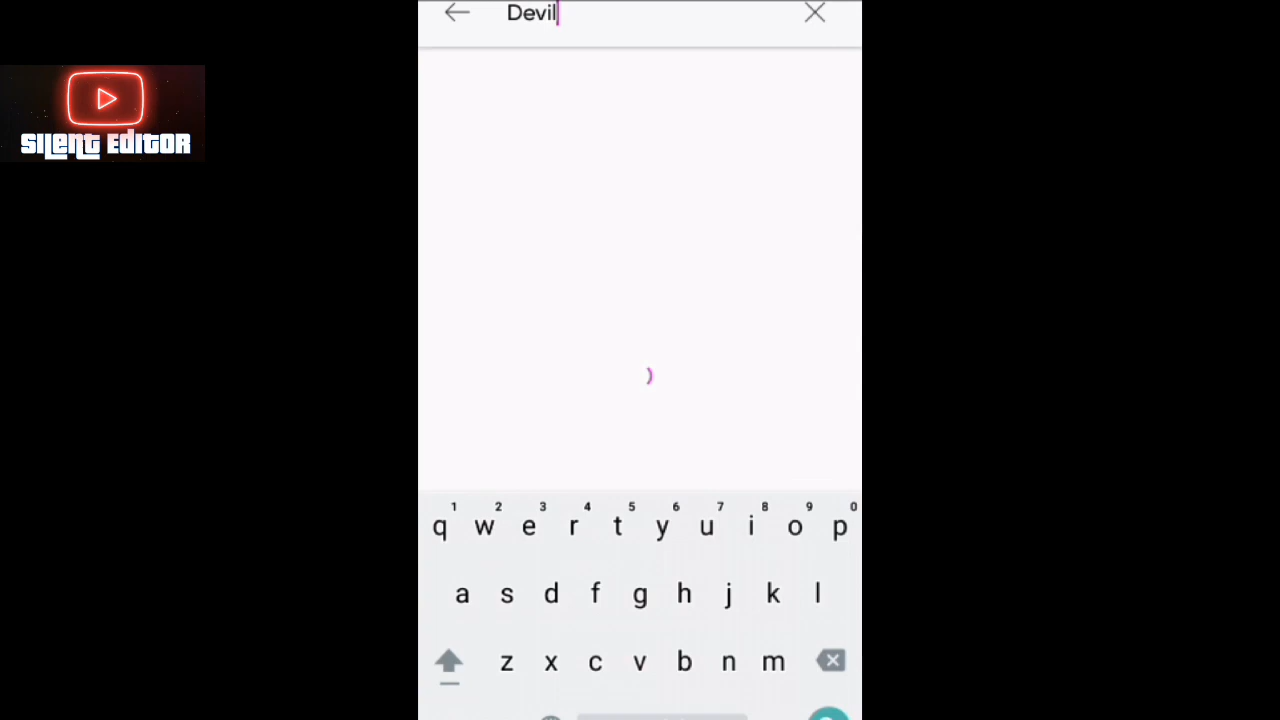 Devil
SILENT EDITOR
1 2 3 4 5 6 7 8 9 0
q w e r t y u i o p
a s d f g h j k l
z x c v b n m